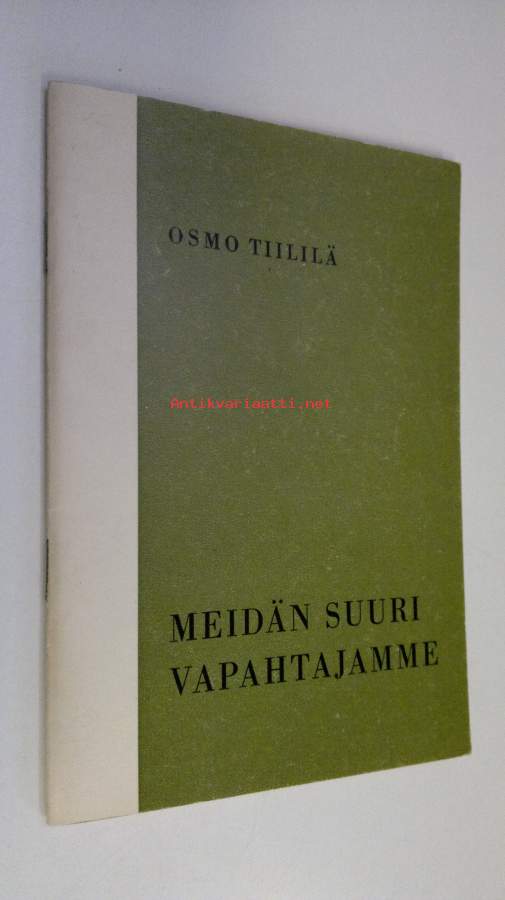 OSMO TIILILÄ
Antikvariaatti.net
MEIDÄN SUURI
VAPAHTAJAMME